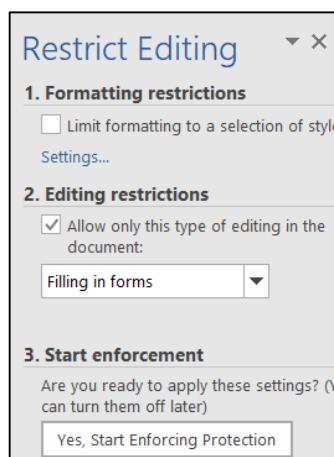 Restrict Editing
1. Formatting restrictions
Limit formatting to a selection of
Settings...
2. Editing restrictions
Allow only this type of editing in the
document:
Filling in forms
3. Start enforcement
Are you ready to apply these settings?
can turn them off later)
Yes, Start Enforcing Protection